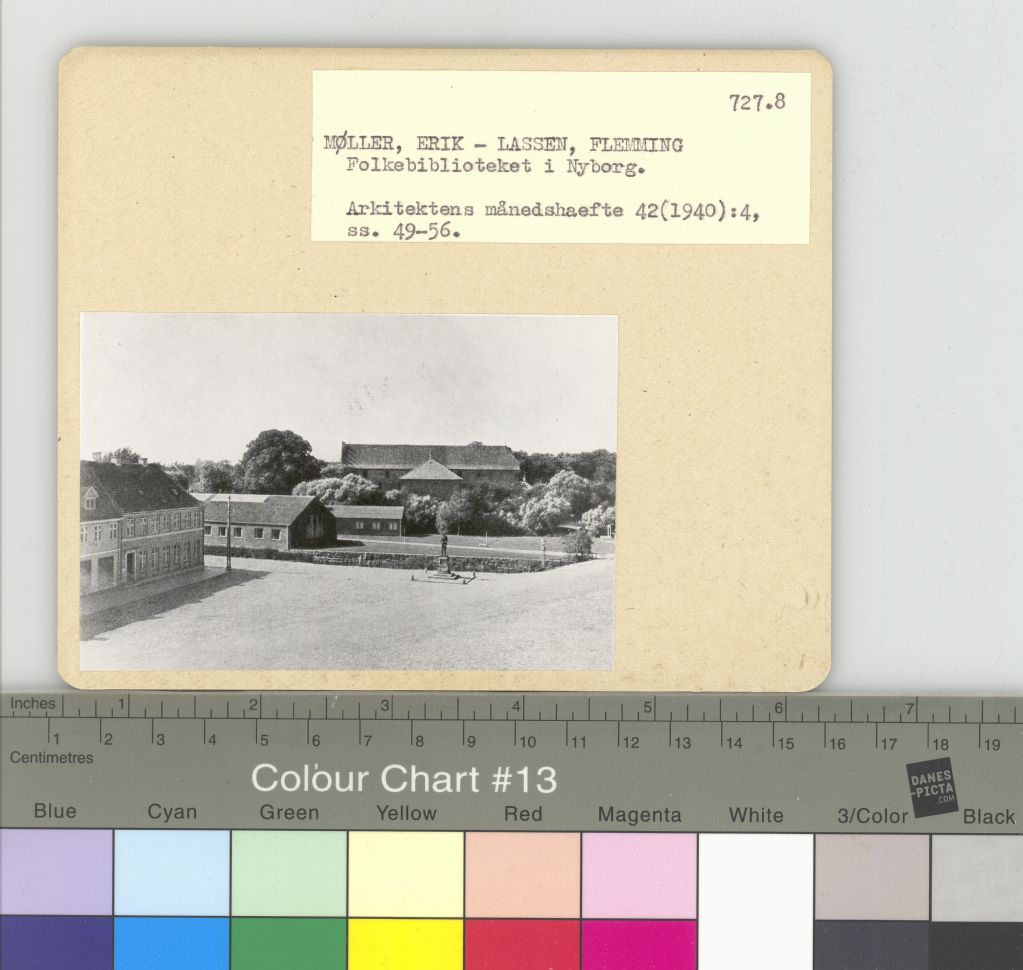 727.8
MØLLER, ERIK - LASSEN, FLEMMING
Folkebiblioteket i Nyborg.
Arkitektens månedshaefte 42(1940):4,
ss. 49-56.
Inches 1 2 3 4 5 6 7
1 2 3 4 5 6 7 8 9 10 11 12 13 14 15 16 17 18 19
Centimetres
Colour Chart #13
DANES
-PICTA
.COM
Blue Cyan Green Yellow Red Magenta White 3/Color Black